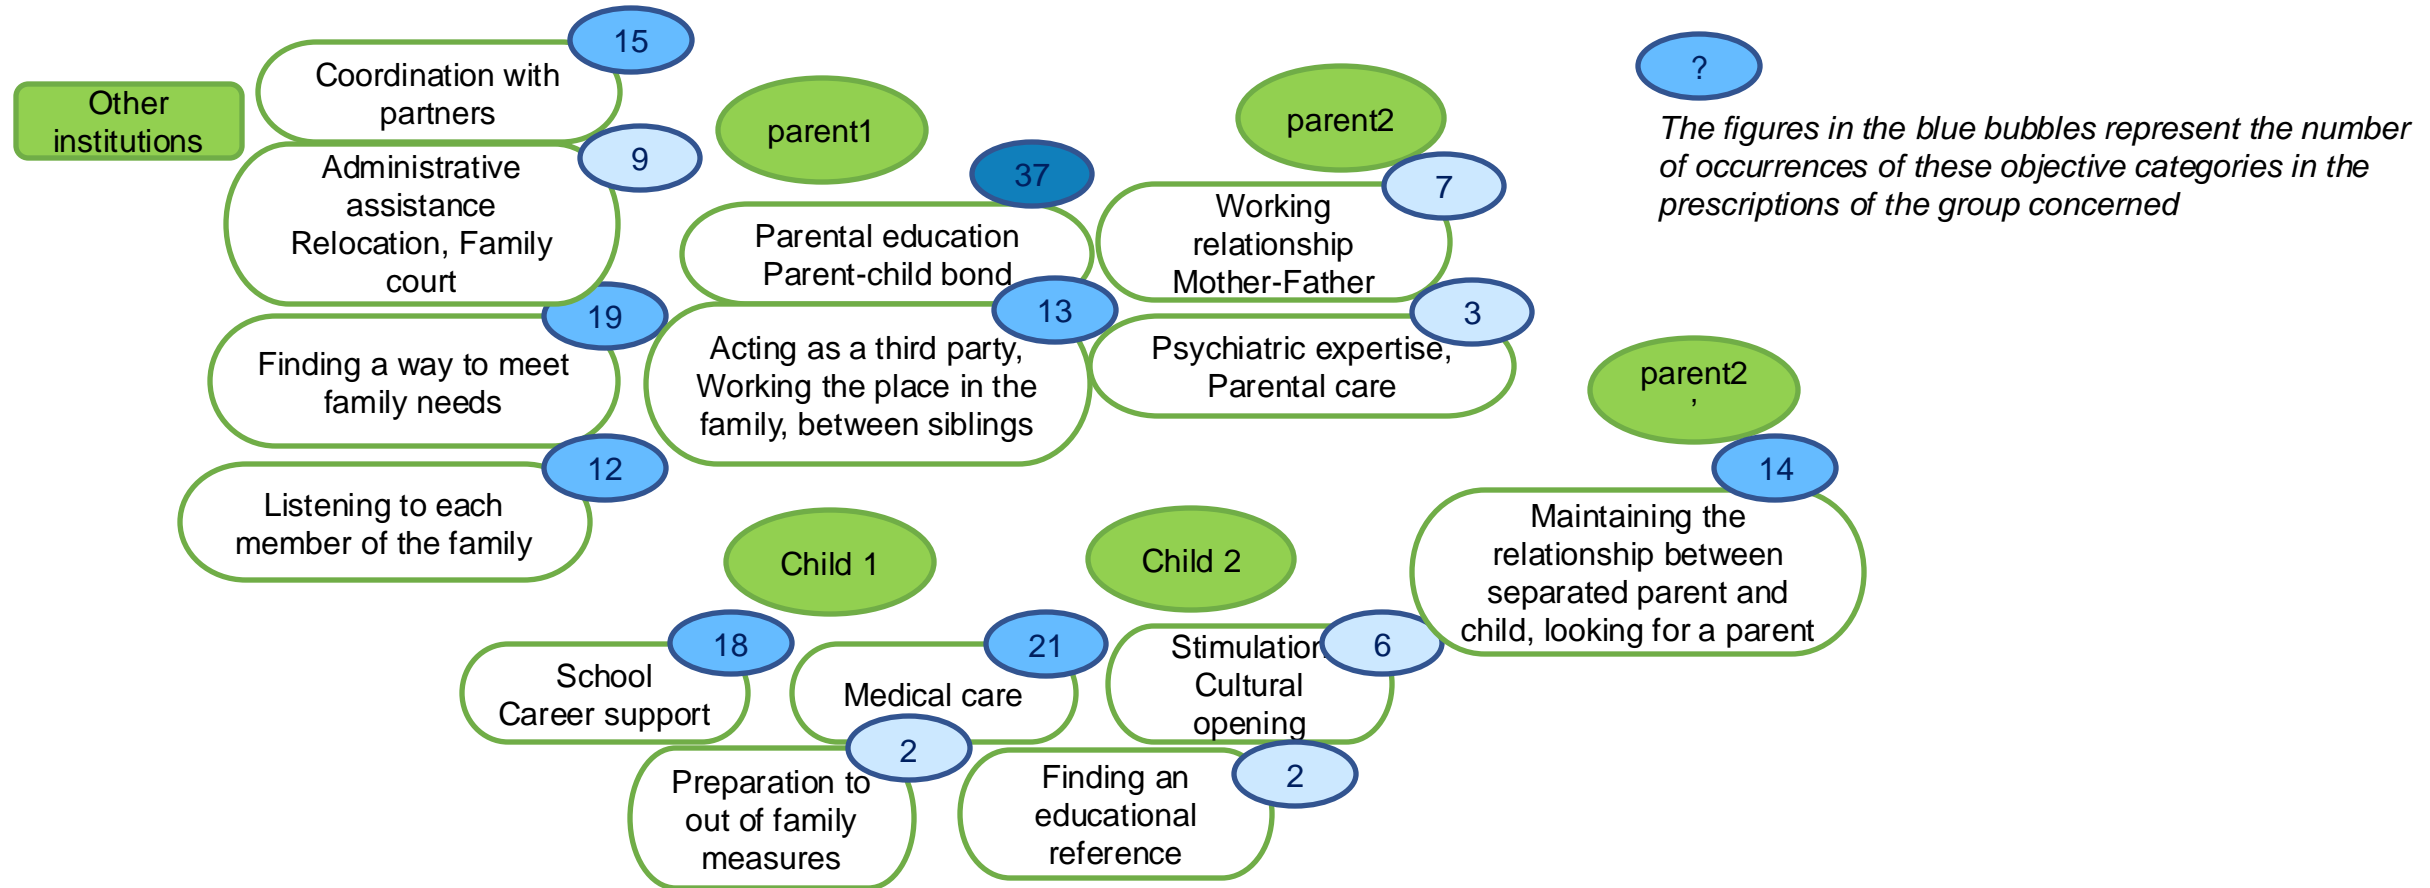 Other
institutions
15
Coordination with
partners
9
Administrative
assistance
Relocation, Family
court
19
Finding a way to meet
family needs
12
Listening to each
member of the family
parent1
37
Parental education
Parent-child bond
13
Acting as a third party,
Working the place in the
family, between siblings
parent2
7
Working
relationship
Mother-Father
3
Psychiatric expertise,
Parental care
?
The figures in the blue bubbles represent the number
of occurrences of these objective categories in the
prescriptions of the group concerned
parent2
’
14
Maintaining the
relationship between
separated parent and
child, looking for a parent
Child 1
Child 2
18
School
Career support
21
Medical care
6
Stimulation
Cultural
opening
2
Preparation to
out of family
measures
2
Finding an
educational
reference